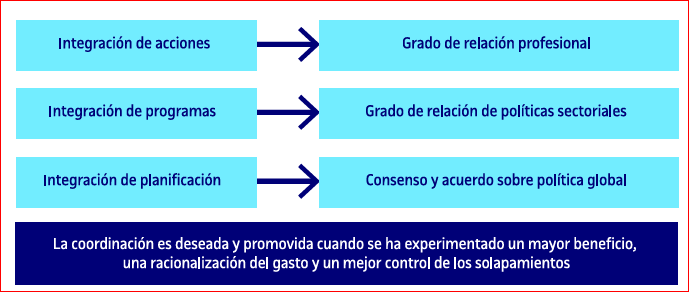 Integración de acciones
Grado de relación profesional
Integración de programas
Grado de relación de políticas sectoriales
Integración de planificación
Consenso y acuerdo sobre política global
La coordinación es deseada y promovida cuando se ha experimentado un mayor beneficio,
una racionalización del gasto y un mejor control de los solapamientos